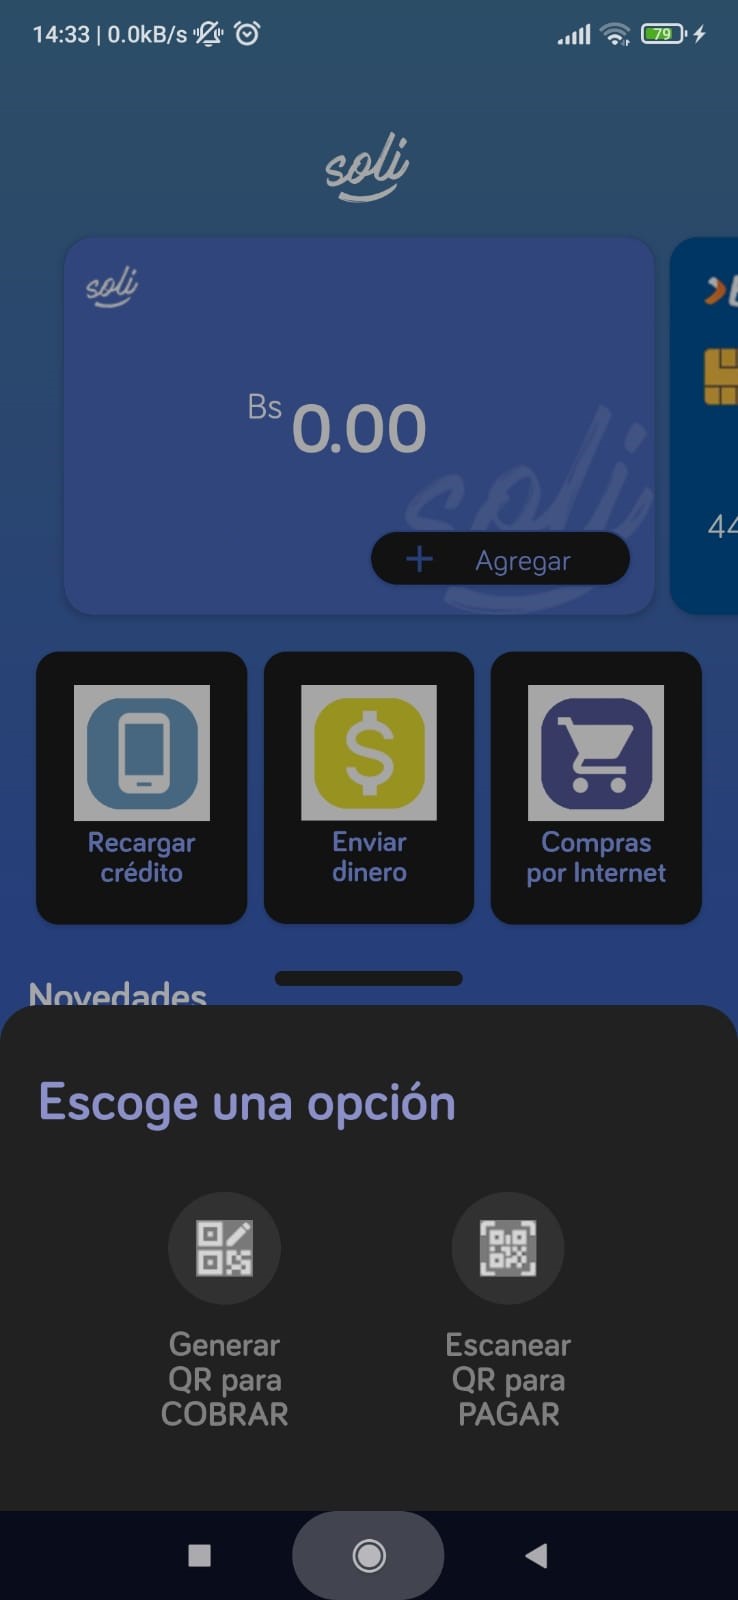 14:33 | 0.0kB/s
79
soli
soli
Bs 0.00
soli
+ Agregar
44
Recargar
crédito
Enviar
dinero
Compras
por Internet
Novedades
Escoge una opción
Generar
QR para
COBRAR
Escanear
QR para
PAGAR